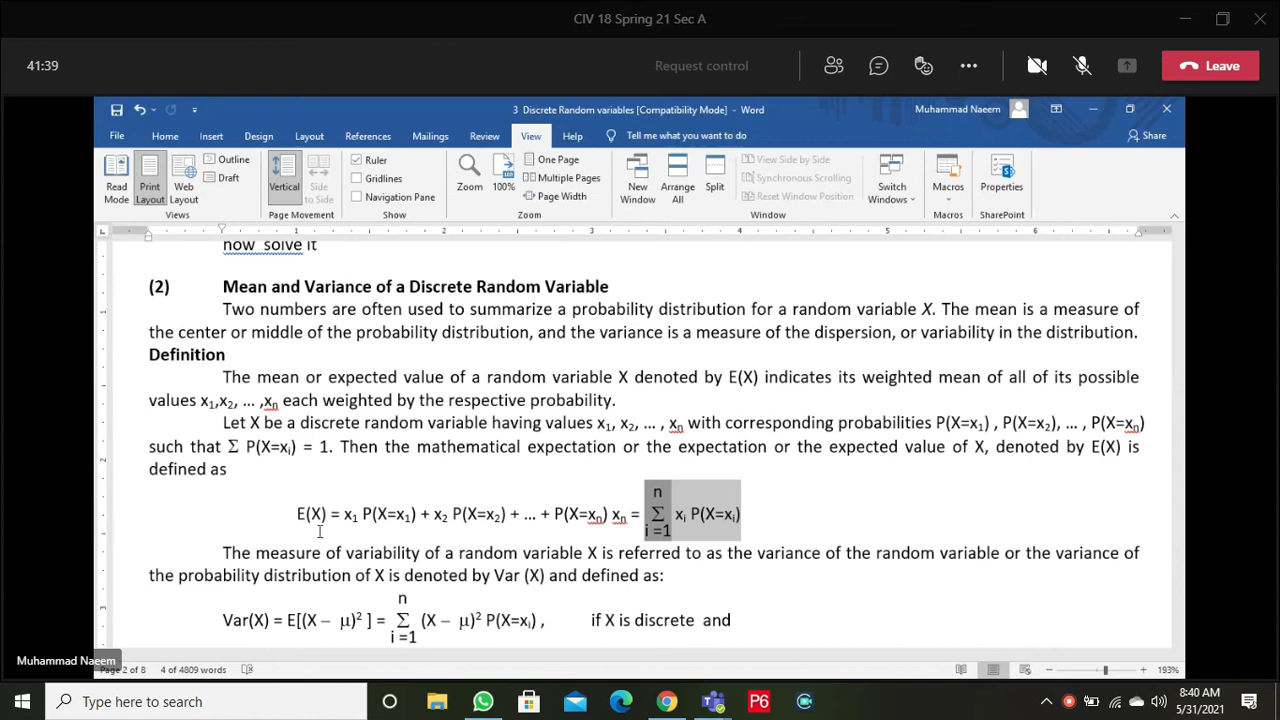 CIV 18 Spring 21 Sec A
41:39
Request control
Leave
3 Discrete Random variables [Compatibility Mode] - Word
Muhammad Naeem
File Home Insert Design Layout References Mailings Review View Help Tell me what you want to do Share
Read Mode
Print Layout
Web Layout
Outline
Draft
Views
Vertical
Side to Side
Page Movement
Ruler
Gridlines
Navigation Pane
Show
Zoom
100%
One Page
Multiple Pages
Page Width
Zoom
New Window
Arrange All
Split
View Side by Side
Synchronous Scrolling
Reset Window Position
Window
Switch Windows
Macros
Macros
Properties
SharePoint
1 2 3 4 5 6
now solve it
(2) Mean and Variance of a Discrete Random Variable
Two numbers are often used to summarize a probability distribution for a random variable X. The mean is a measure of
the center or middle of the probability distribution, and the variance is a measure of the dispersion, or variability in the distribution.
Definition
The mean or expected value of a random variable X denoted by E(X) indicates its weighted mean of all of its possible
values x₁,x₂, ... ,xn each weighted by the respective probability.
Let X be a discrete random variable having values x₁, x₂, ... , xn with corresponding probabilities P(X=x₁) , P(X=x₂), ... , P(X=xn)
such that Σ P(X=xi) = 1. Then the mathematical expectation or the expectation or the expected value of X, denoted by E(X) is
defined as
n
E(X) = x₁ P(X=x₁) + x₂ P(X=x₂) + ... + P(X=xn) xn = Σ xi P(X=xi)
i =1
The measure of variability of a random variable X is referred to as the variance of the random variable or the variance of
the probability distribution of X is denoted by Var (X) and defined as:
n
Var(X) = E[(X – μ)² ] = Σ (X – μ)² P(X=xi) , if X is discrete and
i =1
Muhammad Naeem
Page 2 of 8 4 of 4809 words
193%
Type here to search
P6
8:40 AM
5/31/2021